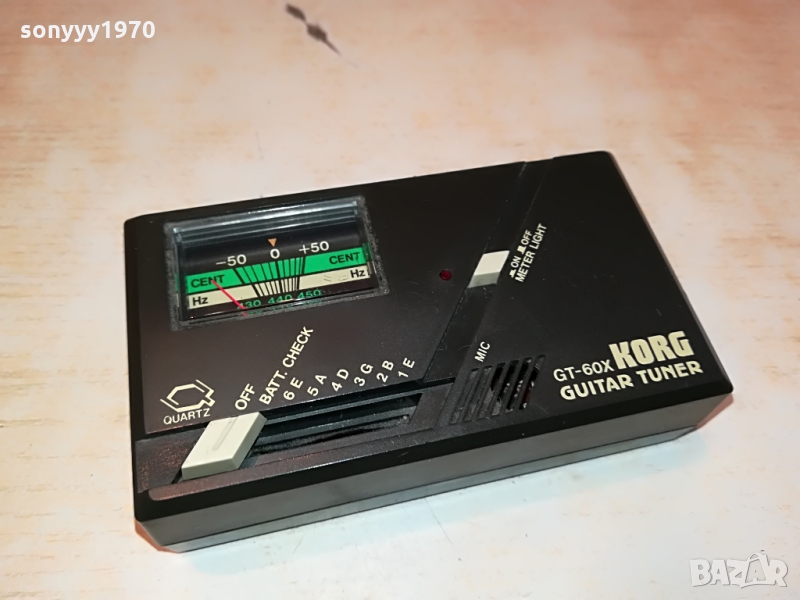 sonyyy1970
-50 0 +50
CENT CENT
Hz 430 440 450
ON OFF
METER LIGHT
OFF
BATT. CHECK
6E
5A
4D
3G
2B
1E
QUARTZ
MIC
GT-60X KORG
GUITAR TUNER
BAZAR